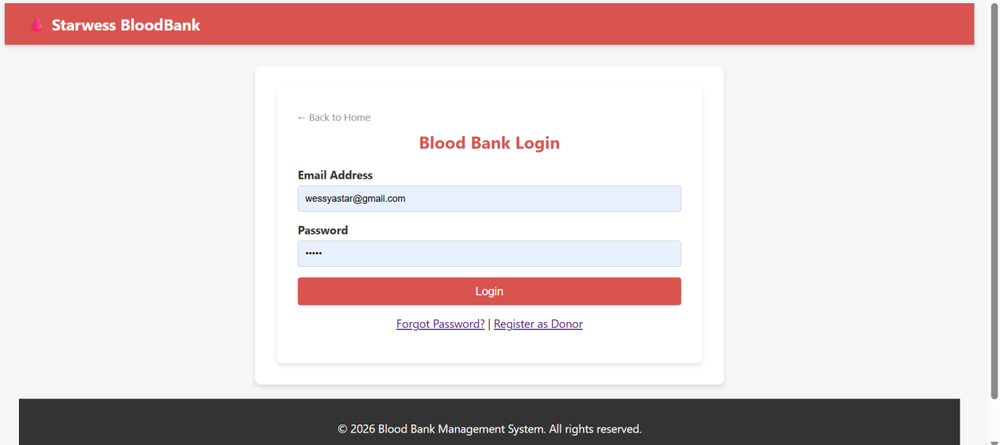 Starwess BloodBank
← Back to Home
Blood Bank Login
Email Address
wessyastar@gmail.com
Password
•••••
Login
Forgot Password? | Register as Donor
© 2026 Blood Bank Management System. All rights reserved.